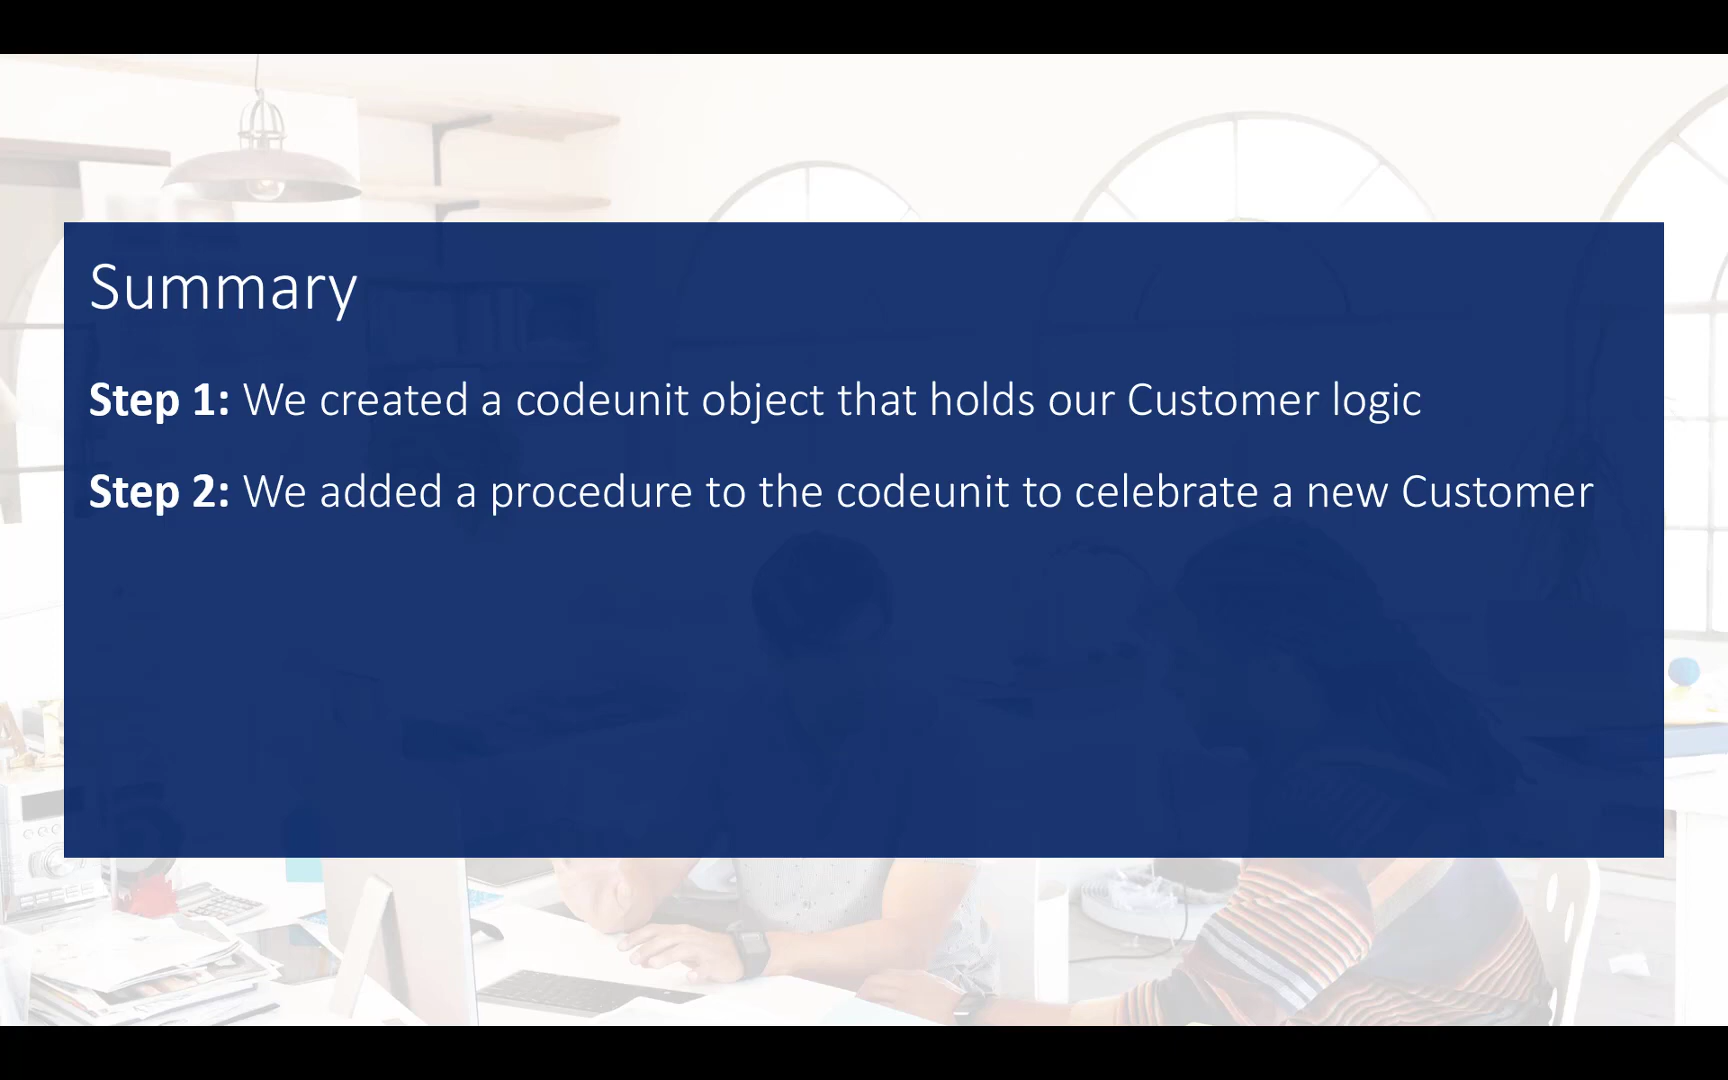 Summary
Step 1: We created a codeunit object that holds our Customer logic
Step 2: We added a procedure to the codeunit to celebrate a new Customer